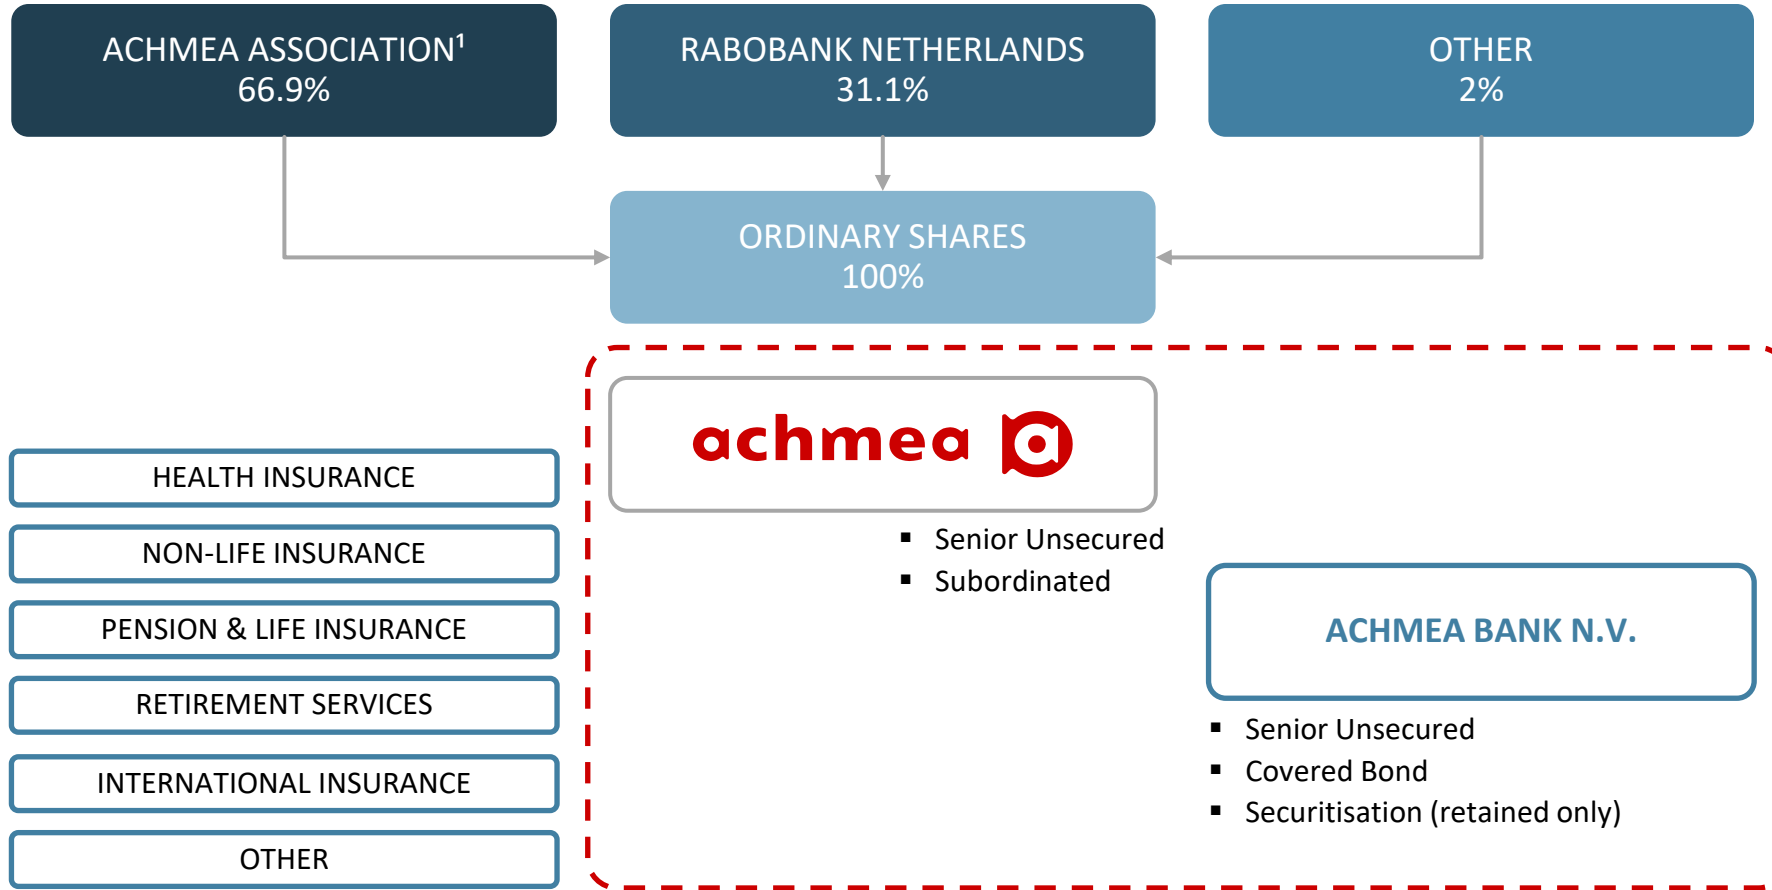 ACHMEA ASSOCIATION¹
66.9%
RABOBANK NETHERLANDS
31.1%
OTHER
2%
ORDINARY SHARES
100%
achmea
HEALTH INSURANCE
NON-LIFE INSURANCE
PENSION & LIFE INSURANCE
RETIREMENT SERVICES
INTERNATIONAL INSURANCE
OTHER
▪ Senior Unsecured
▪ Subordinated
ACHMEA BANK N.V.
▪ Senior Unsecured
▪ Covered Bond
▪ Securitisation (retained only)